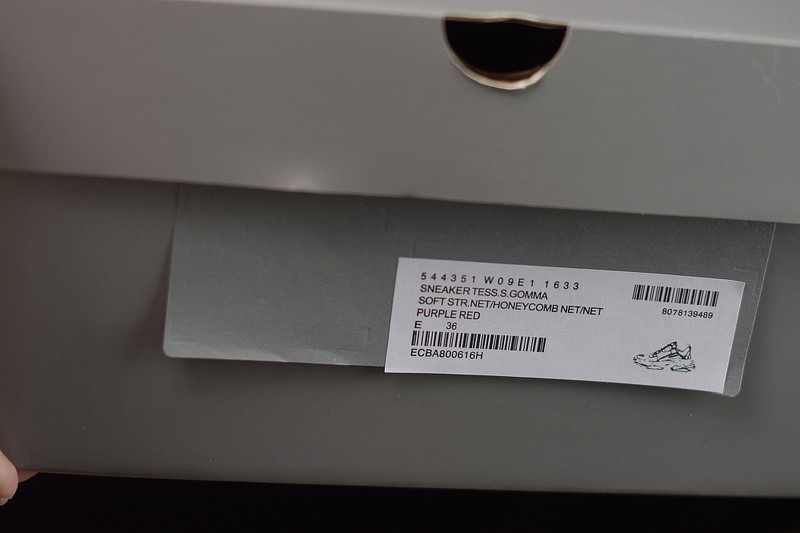 544351 W09E1 1633
SNEAKER TESS.S.GOMMA
SOFT STR.NET/HONEYCOMB NET/NET
PURPLE RED
E 36
ECBA800616H
8078139489